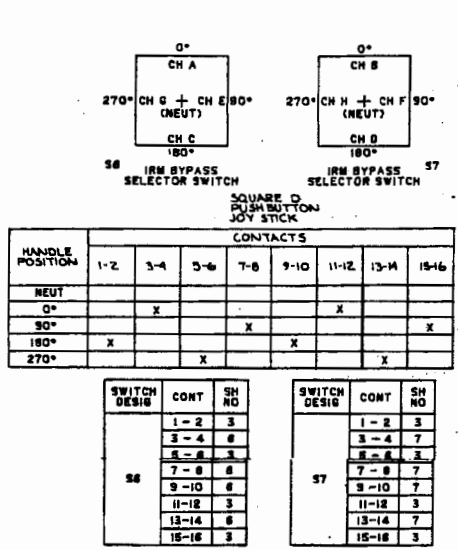 0° 0°
CH A CH B
270° CH G + CH E 90° 270° CH H + CH F 90°
(NEUT) (NEUT)
CH C CH D
180° 180°
S6 IRM BYPASS SELECTOR SWITCH IRM BYPASS SELECTOR SWITCH S7
SQUARE D
PUSHBUTTON
JOY STICK
HANDLE POSITION CONTACTS
1-2 3-4 5-6 7-8 9-10 11-12 13-14 15-16
NEUT
0° X X
90° X X
180° X X
270° X X
SWITCH DESIG CONT SH NO SWITCH DESIG CONT SH NO
1-2 3 1-2 3
3-4 6 3-4 7
5-6 3 5-6 3
S6 7-8 6 S7 7-8 7
9-10 6 9-10 7
11-12 3 11-12 3
13-14 6 13-14 7
15-16 3 15-16 3